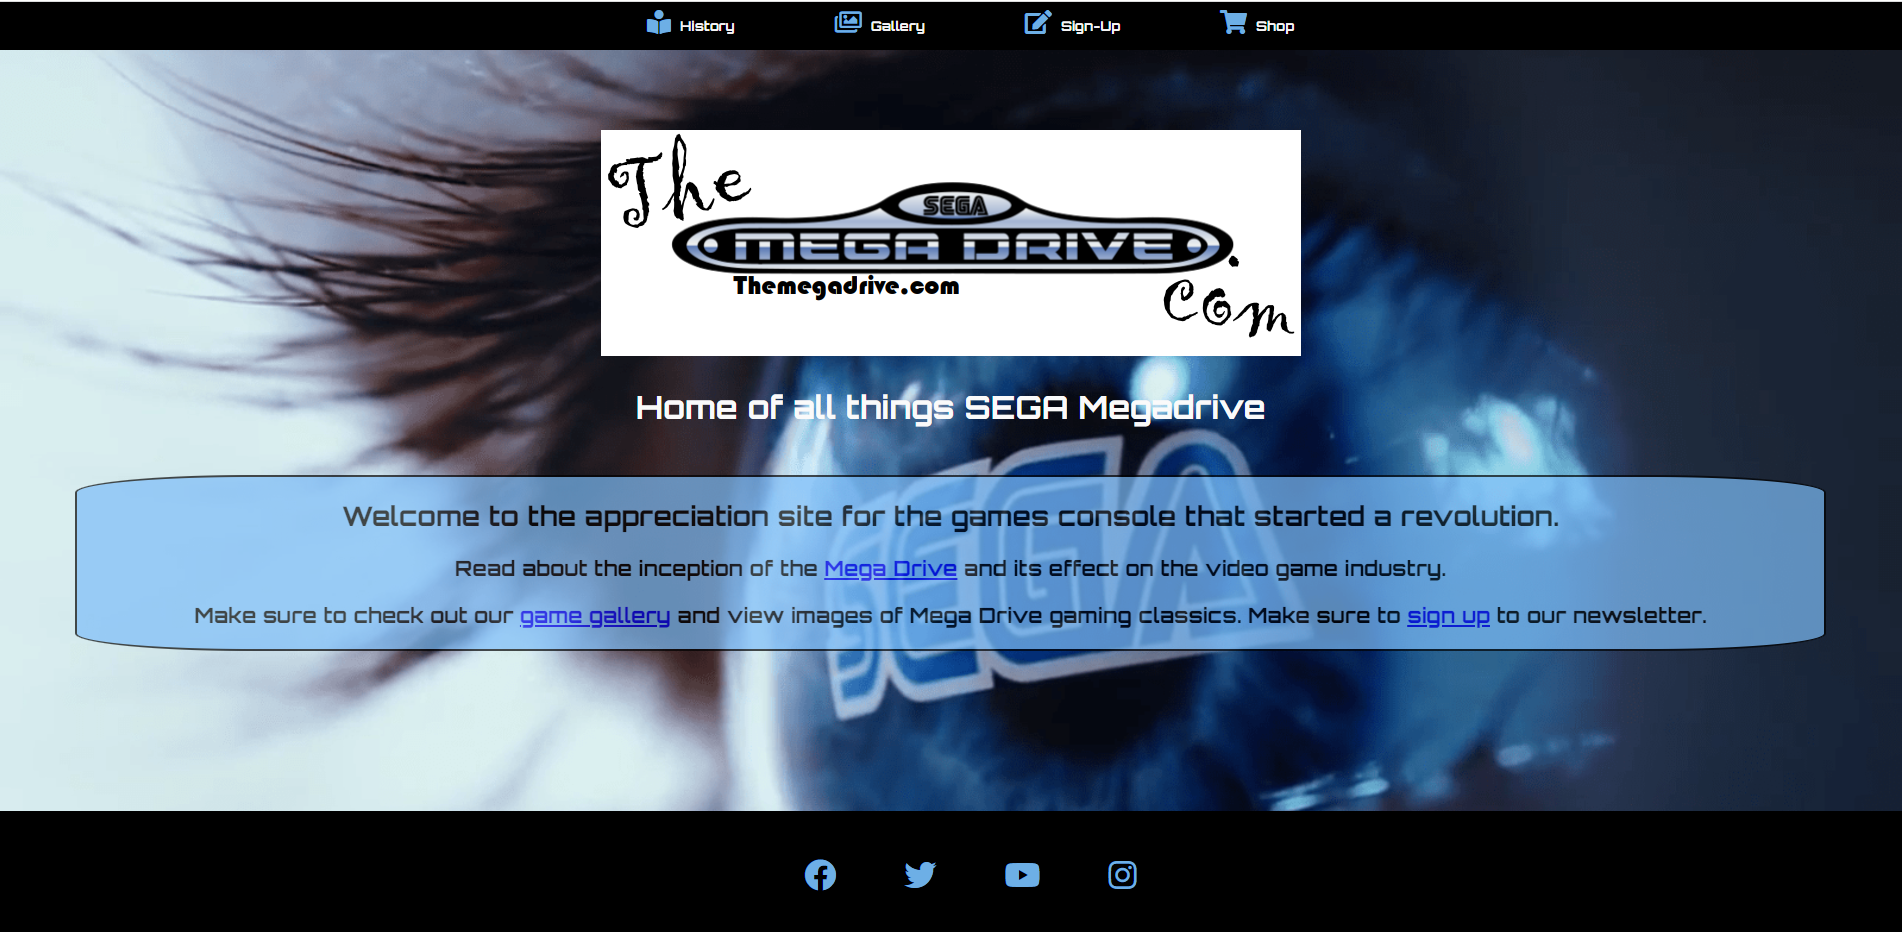 History Gallery Sign-Up Shop
The
SEGA
MEGA DRIVE
.com
Themegadrive.com
Home of all things SEGA Megadrive
Welcome to the appreciation site for the games console that started a revolution.
Read about the inception of the Mega Drive and its effect on the video game industry.
Make sure to check out our game gallery and view images of Mega Drive gaming classics. Make sure to sign up to our newsletter.
SEGA